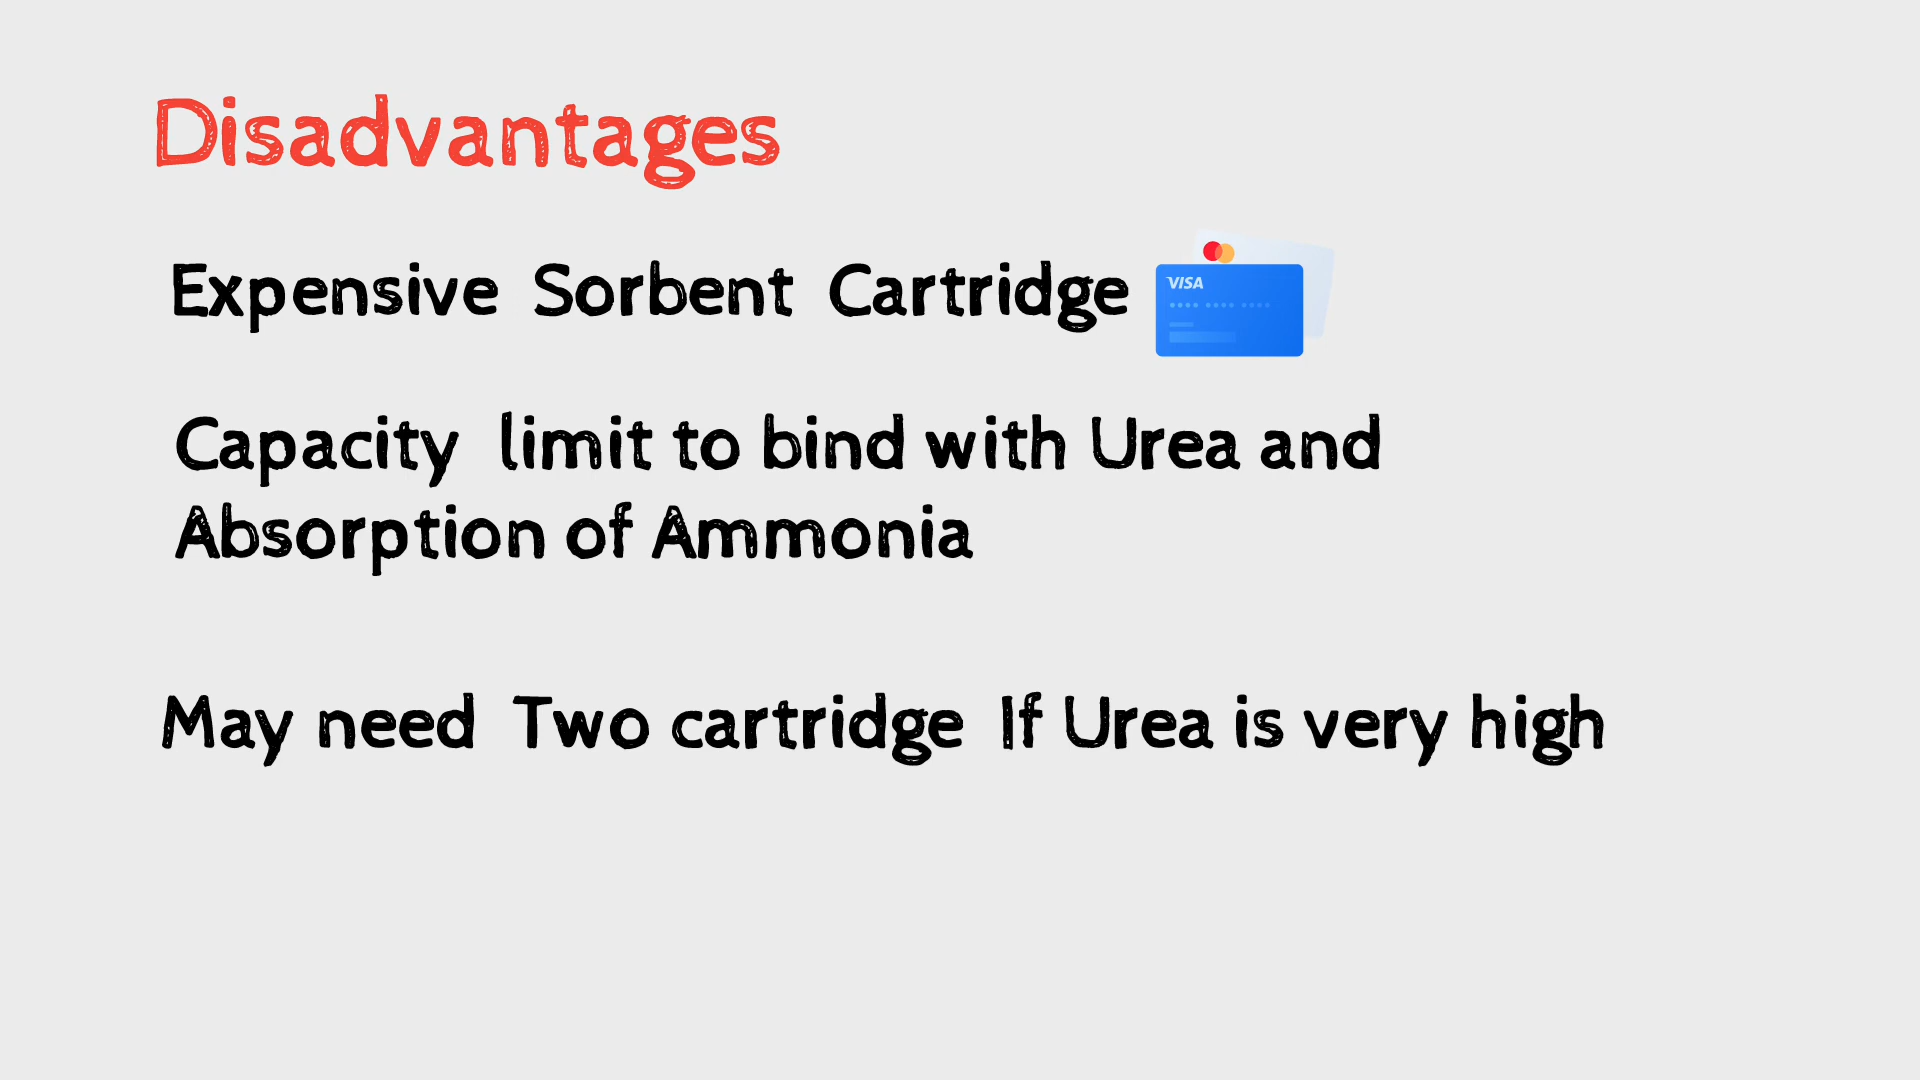 Disadvantages
Expensive Sorbent Cartridge
VISA
Capacity limit to bind with Urea and
Absorption of Ammonia
May need Two cartridge If Urea is very high